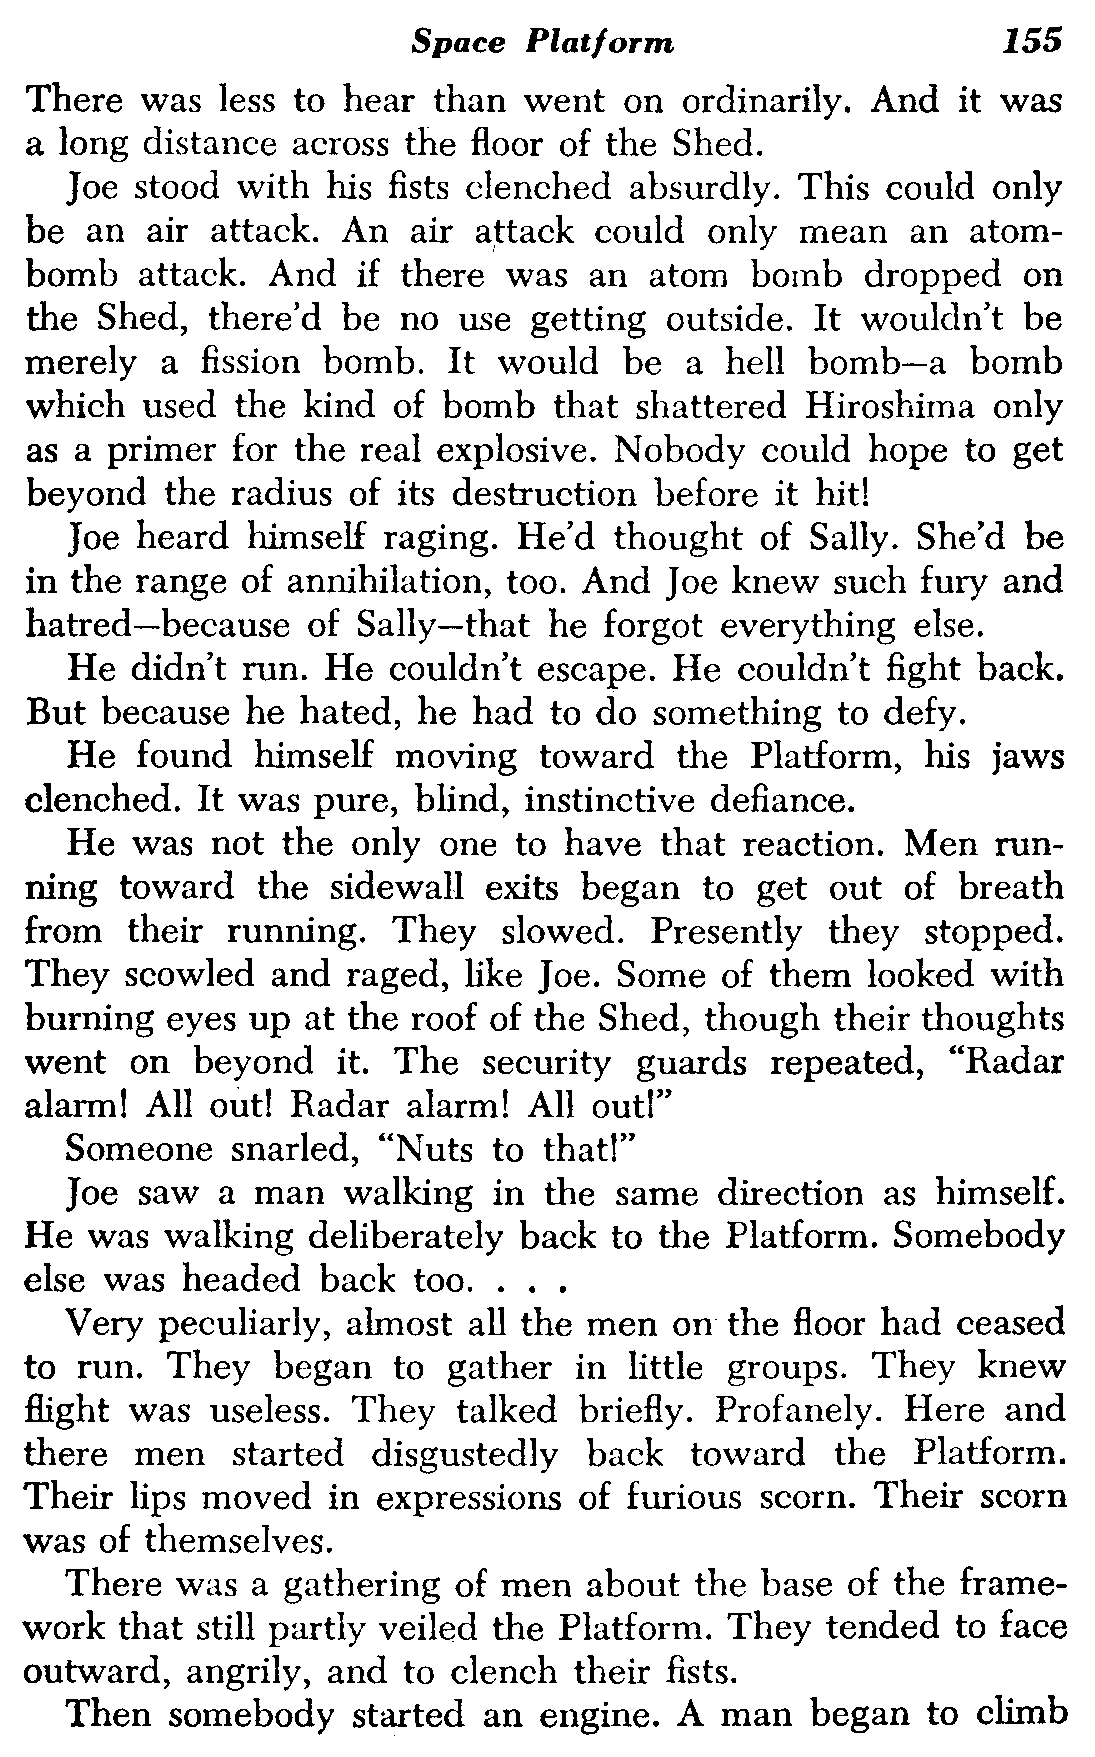 Space Platform 155
There was less to hear than went on ordinarily. And it was
a long distance across the floor of the Shed.
Joe stood with his fists clenched absurdly. This could only
be an air attack. An air attack could only mean an atom-
bomb attack. And if there was an atom bomb dropped on
the Shed, there'd be no use getting outside. It wouldn't be
merely a fission bomb. It would be a hell bomb—a bomb
which used the kind of bomb that shattered Hiroshima only
as a primer for the real explosive. Nobody could hope to get
beyond the radius of its destruction before it hit!
Joe heard himself raging. He'd thought of Sally. She'd be
in the range of annihilation, too. And Joe knew such fury and
hatred—because of Sally—that he forgot everything else.
He didn't run. He couldn't escape. He couldn't fight back.
But because he hated, he had to do something to defy.
He found himself moving toward the Platform, his jaws
clenched. It was pure, blind, instinctive defiance.
He was not the only one to have that reaction. Men run-
ning toward the sidewall exits began to get out of breath
from their running. They slowed. Presently they stopped.
They scowled and raged, like Joe. Some of them looked with
burning eyes up at the roof of the Shed, though their thoughts
went on beyond it. The security guards repeated, “Radar
alarm! All out! Radar alarm! All out!”
Someone snarled, “Nuts to that!”
Joe saw a man walking in the same direction as himself.
He was walking deliberately back to the Platform. Somebody
else was headed back too. . . .
Very peculiarly, almost all the men on the floor had ceased
to run. They began to gather in little groups. They knew
flight was useless. They talked briefly. Profanely. Here and
there men started disgustedly back toward the Platform.
Their lips moved in expressions of furious scorn. Their scorn
was of themselves.
There was a gathering of men about the base of the frame-
work that still partly veiled the Platform. They tended to face
outward, angrily, and to clench their fists.
Then somebody started an engine. A man began to climb